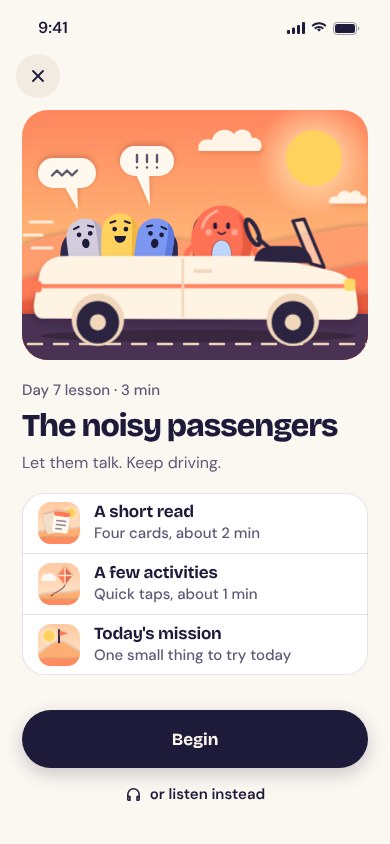 9:41
!!!
Day 7 lesson · 3 min
The noisy passengers
Let them talk. Keep driving.
A short read
Four cards, about 2 min
A few activities
Quick taps, about 1 min
Today's mission
One small thing to try today
Begin
or listen instead